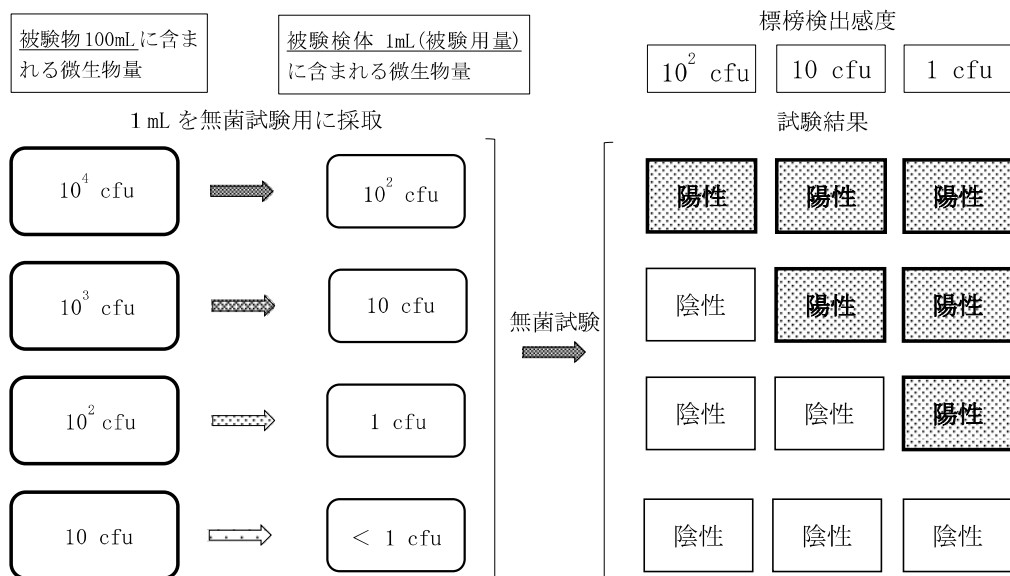 被験物100mLに含ま
れる微生物量
被験検体 1mL(被験用量)
に含まれる微生物量
標榜検出感度
10² cfu
10 cfu
1 cfu
1 mL を無菌試験用に採取
試験結果
10⁴ cfu
10² cfu
陽性
陽性
陽性
10³ cfu
10 cfu
陰性
陽性
陽性
無菌試験
10² cfu
1 cfu
陰性
陰性
陽性
10 cfu
< 1 cfu
陰性
陰性
陰性